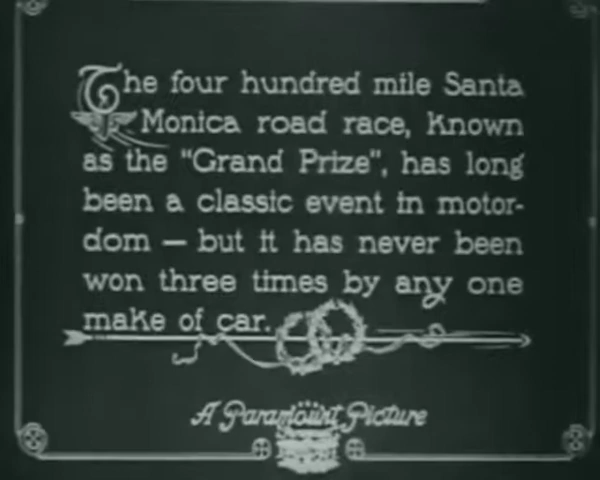 The four hundred mile Santa
Monica road race, known
as the "Grand Prize", has long
been a classic event in motor-
dom — but it has never been
won three times by any one
make of car.
A Paramount Picture